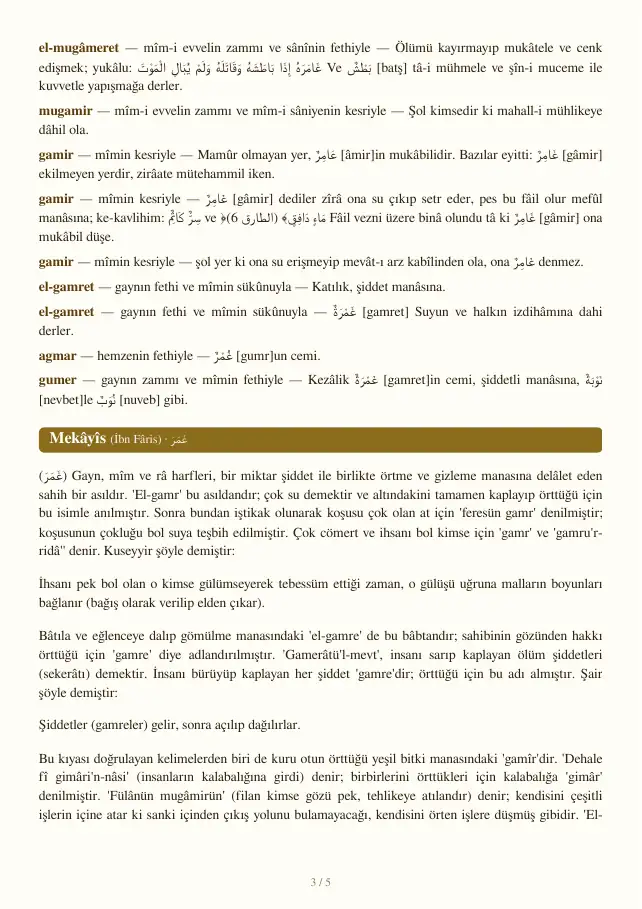 el-mugâmeret — mîm-i evvelin zammı ve sânînin fethiyle — Ölümü kayırmayıp mukâtele ve cenk
edişmek; yukâlu: غَامَرَهُ إِذَا بَاطَشَهُ وَقَاتَلَهُ وَلَمْ يُبَالِ الْمَوْتَ Ve بَطْشٌ [batş] tâ-i mühmele ve şîn-i muceme ile
kuvvetle yapışmağa derler.
mugamir — mîm-i evvelin zammı ve mîm-i sâniyenin kesriyle — Şol kimsedir ki mahall-i mühlikeye
dâhil ola.
gamir — mîmin kesriyle — Mamûr olmayan yer, عَامِرٌ [âmir]in mukâbilidir. Bazılar eyitti: غَامِرٌ [gâmir]
ekilmeyen yerdir, zirâate mütehammil iken.
gamir — mîmin kesriyle — غَامِرٌ [gâmir] dediler zîrâ ona su çıkıp setr eder, pes bu fâil olur mefûl
manâsına; ke-kavlihim: سِرٌّ كَاتِمٌ ve ﴿مَاءٍ دَافِقٍ﴾ (الطارق 6) Fâil vezni üzere binâ olundu tâ ki غَامِرٌ [gâmir] ona
mukâbil düşe.
gamir — mîmin kesriyle — şol yer ki ona su erişmeyip mevât-ı arz kabîlinden ola, ona غَامِرٌ denmez.
el-gamret — gaynın fethi ve mîmin sükûnuyla — Katılık, şiddet manâsına.
el-gamret — gaynın fethi ve mîmin sükûnuyla — غَمْرَةٌ [gamret] Suyun ve halkın izdihâmına dahi
derler.
agmar — hemzenin fethiyle — غُمْرٌ [gumr]un cemi.
gumer — gaynın zammı ve mîmin fethiyle — Kezâlik غَمْرَةٌ [gamret]in cemi, şiddetli manâsına, نَوْبَةٌ
[nevbet]le نُوَبٌ [nuveb] gibi.
Mekâyîs (İbn Fâris) · غَمَرَ
(غَمَرَ) Gayn, mîm ve râ harfleri, bir miktar şiddet ile birlikte örtme ve gizleme manasına delâlet eden
sahih bir asıldır. 'El-gamr' bu asıldandır; çok su demektir ve altındakini tamamen kaplayıp örttüğü için
bu isimle anılmıştır. Sonra bundan iştikak olunarak koşusu çok olan at için 'feresün gamr' denilmiştir;
koşusunun çokluğu bol suya teşbih edilmiştir. Çok cömert ve ihsanı bol kimse için 'gamr' ve 'gamru'r-
ridâ" denir. Kuseyyir şöyle demiştir:
İhsanı pek bol olan o kimse gülümseyerek tebessüm ettiği zaman, o gülüşü uğruna malların boyunları
bağlanır (bağış olarak verilip elden çıkar).
Bâtıla ve eğlenceye dalıp gömülme manasındaki 'el-gamre' de bu bâbtandır; sahibinin gözünden hakkı
örttüğü için 'gamre' diye adlandırılmıştır. 'Gamerâtü'l-mevt', insanı sarıp kaplayan ölüm şiddetleri
(sekerâtı) demektir. İnsanı bürüyüp kaplayan her şiddet 'gamre'dir; örttüğü için bu adı almıştır. Şair
şöyle demiştir:
Şiddetler (gamreler) gelir, sonra açılıp dağılırlar.
Bu kıyası doğrulayan kelimelerden biri de kuru otun örttüğü yeşil bitki manasındaki 'gamîr'dir. 'Dehale
fî gimâri'n-nâsi' (insanların kalabalığına girdi) denir; birbirlerini örttükleri için kalabalığa 'gimâr'
denilmiştir. 'Fülânün mugâmirün' (filan kimse gözü pek, tehlikeye atılandır) denir; kendisini çeşitli
işlerin içine atar ki sanki içinden çıkış yolunu bulamayacağı, kendisini örten işlere düşmüş gibidir. 'El-
3 / 5